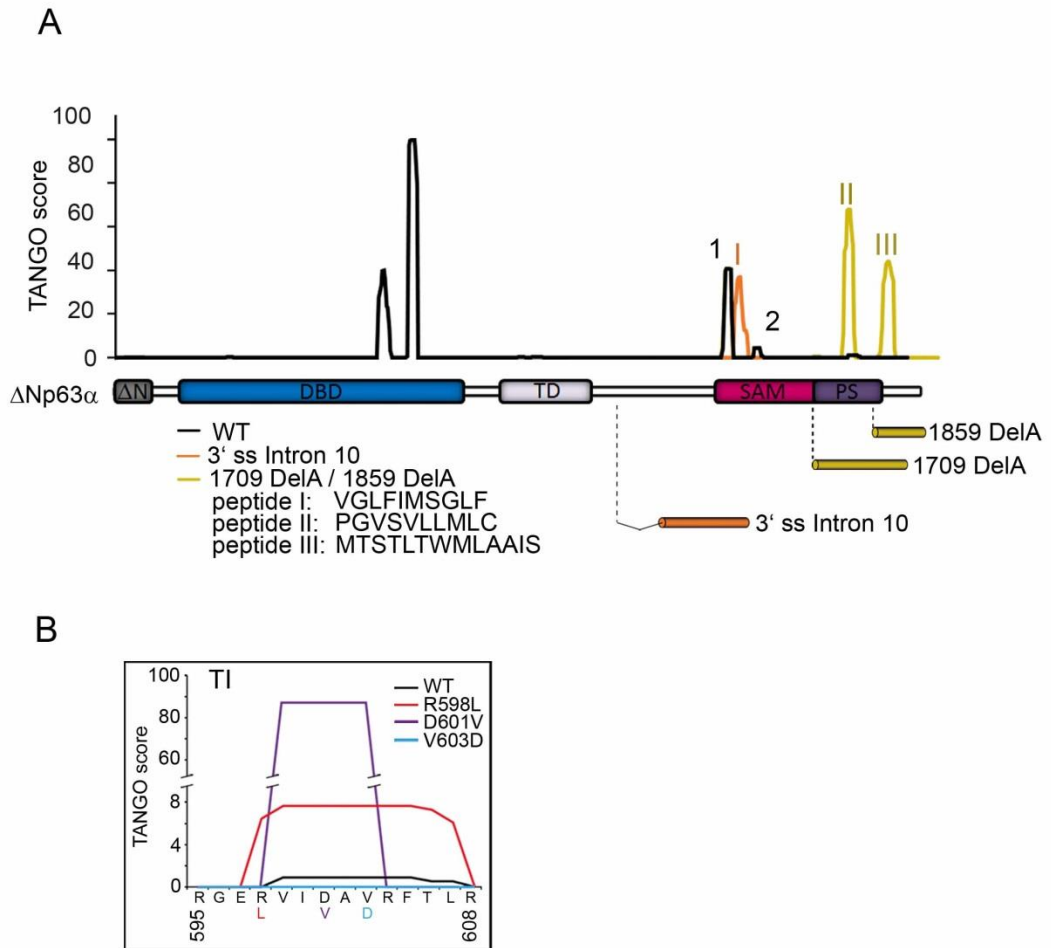 A
100
80
60
40
20
0
TANGO score
1
I
2
II
III
ΔNp63α
ΔN
DBD
TD
SAM
PS
WT
3‘ ss Intron 10
1709 DelA / 1859 DelA
peptide I: VGLFIMSGLF
peptide II: PGVSVLLMLC
peptide III: MTSTLTWMLAAIS
1859 DelA
1709 DelA
3‘ ss Intron 10
B
TI
100
80
60
8
4
0
TANGO score
WT
R598L
D601V
V603D
R G E R V I D A V R F T L R
L V D
595 608